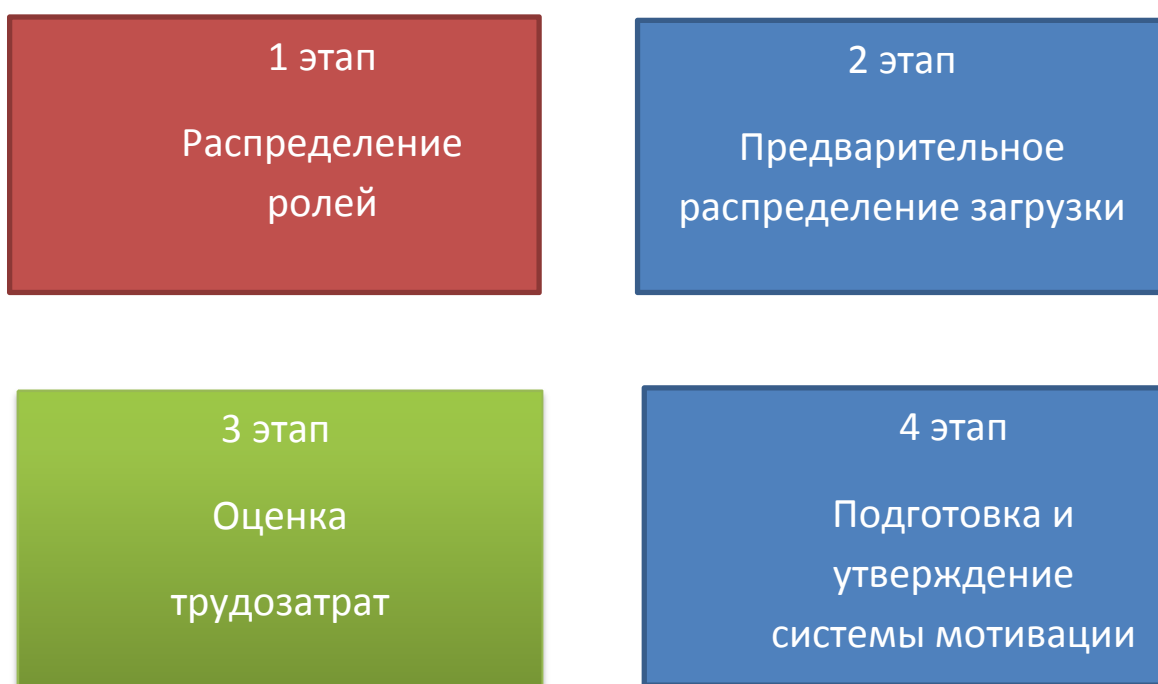 1 этап
Распределение
ролей
2 этап
Предварительное
распределение загрузки
3 этап
Оценка
трудозатрат
4 этап
Подготовка и
утверждение
системы мотивации